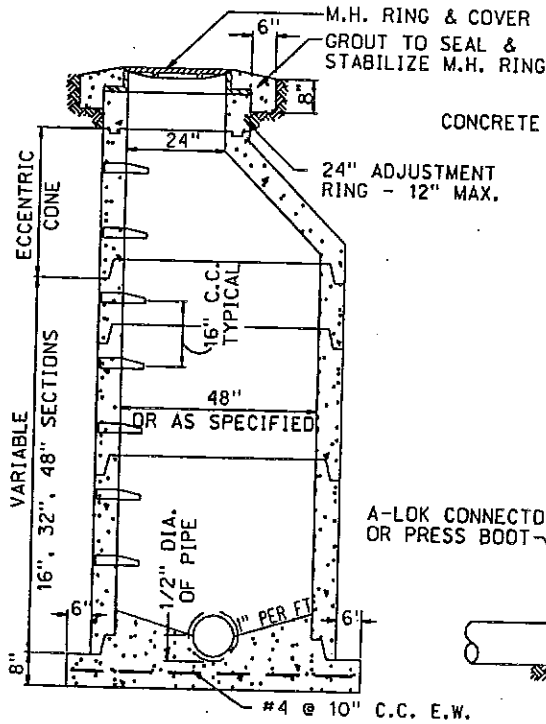 M.H. RING & COVER
6"
GROUT TO SEAL &
STABILIZE M.H. RING
8"
CONCRETE
24"
24" ADJUSTMENT
RING - 12" MAX.
ECCENTRIC
CONE
16" C.C.
TYPICAL
48"
OR AS SPECIFIED
VARIABLE
16", 32", 48" SECTIONS
A-LOK CONNECTO
OR PRESS BOOT
1/2" DIA.
OF PIPE
1" PER FT
6"
6"
8"
#4 @ 10" C.C. E.W.